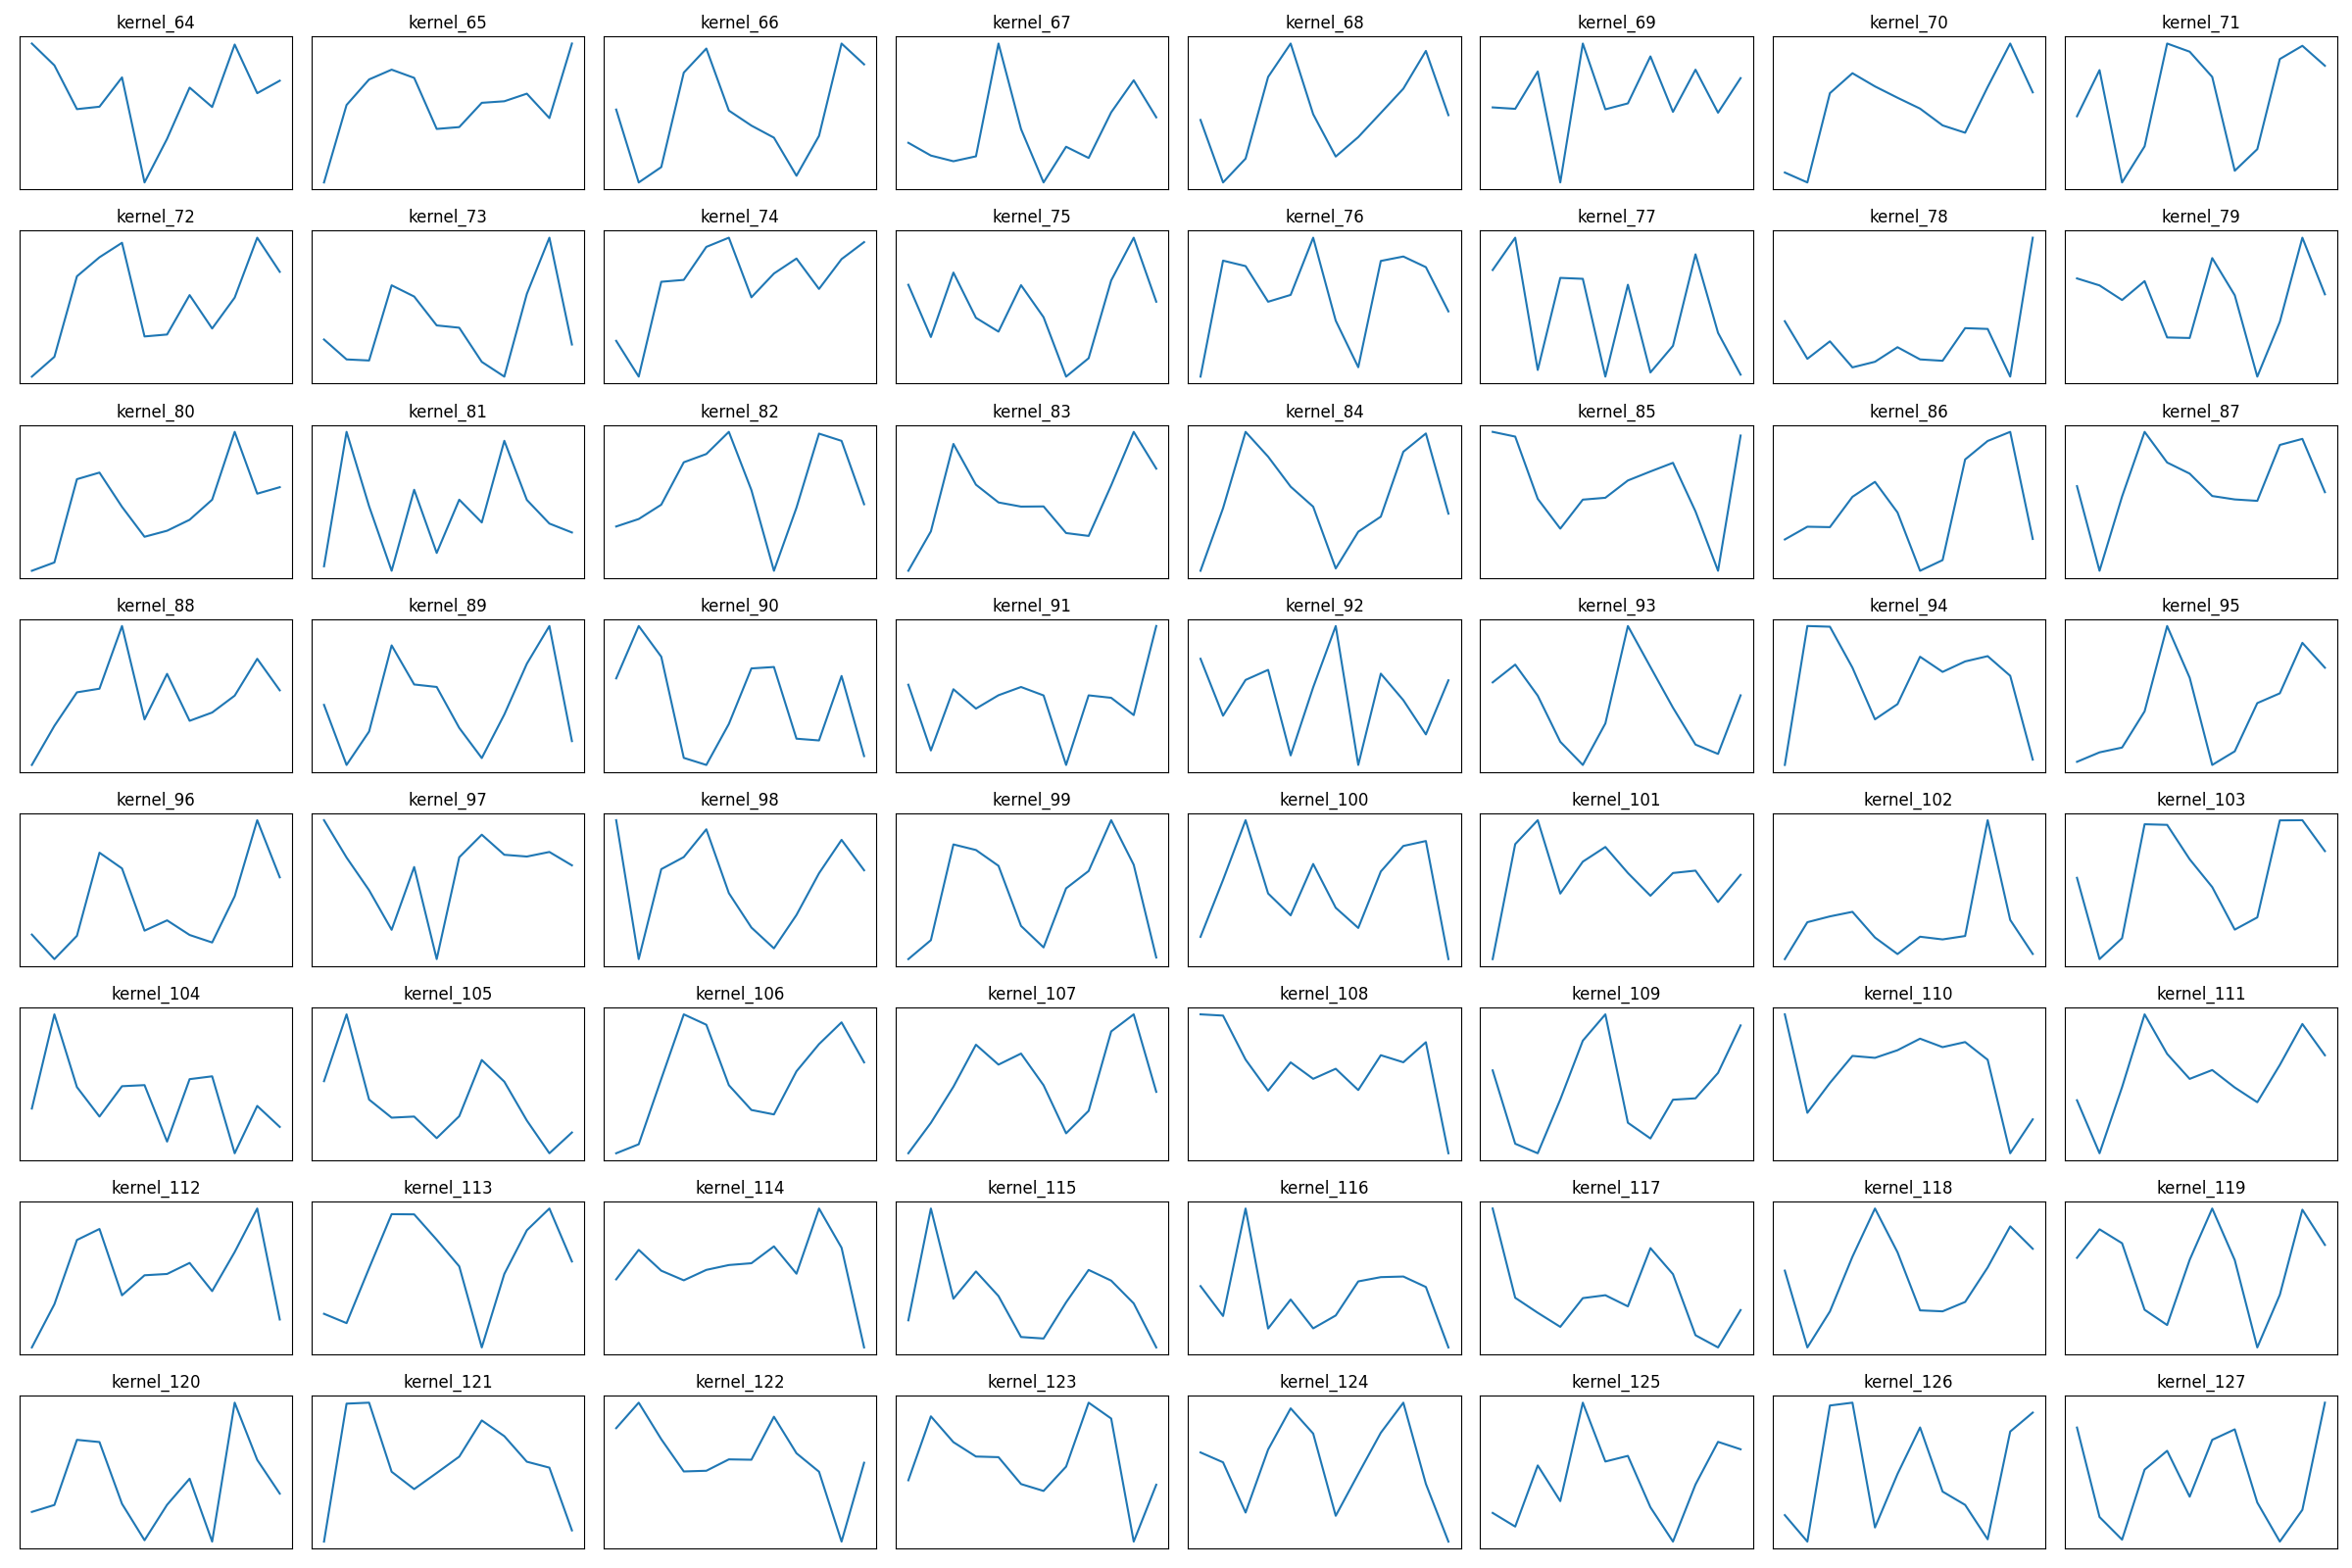 kernel_64 kernel_65 kernel_66 kernel_67 kernel_68 kernel_69 kernel_70 kernel_71
kernel_72 kernel_73 kernel_74 kernel_75 kernel_76 kernel_77 kernel_78 kernel_79
kernel_80 kernel_81 kernel_82 kernel_83 kernel_84 kernel_85 kernel_86 kernel_87
kernel_88 kernel_89 kernel_90 kernel_91 kernel_92 kernel_93 kernel_94 kernel_95
kernel_96 kernel_97 kernel_98 kernel_99 kernel_100 kernel_101 kernel_102 kernel_103
kernel_104 kernel_105 kernel_106 kernel_107 kernel_108 kernel_109 kernel_110 kernel_111
kernel_112 kernel_113 kernel_114 kernel_115 kernel_116 kernel_117 kernel_118 kernel_119
kernel_120 kernel_121 kernel_122 kernel_123 kernel_124 kernel_125 kernel_126 kernel_127